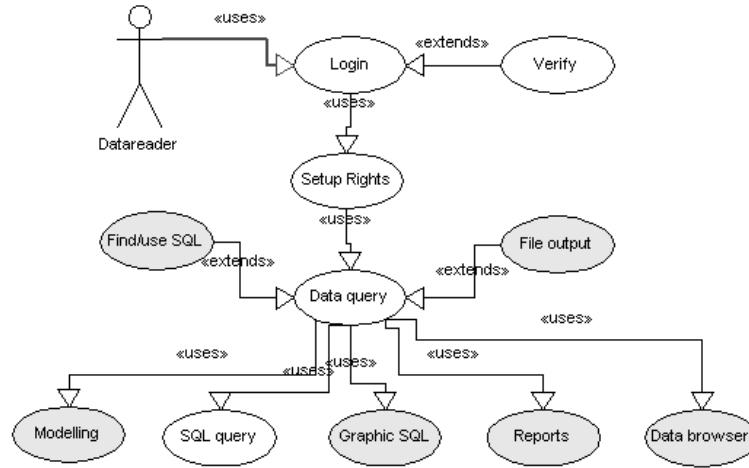 «uses»
«extends»
Login
Verify
«uses»
Datareader
Setup Rights
«uses»
Find/use SQL
File output
«extends»
«extends»
Data query
«uses»
«uses»
«uses»
«uses»
«uses»
Modelling
SQL query
Graphic SQL
Reports
Data browser